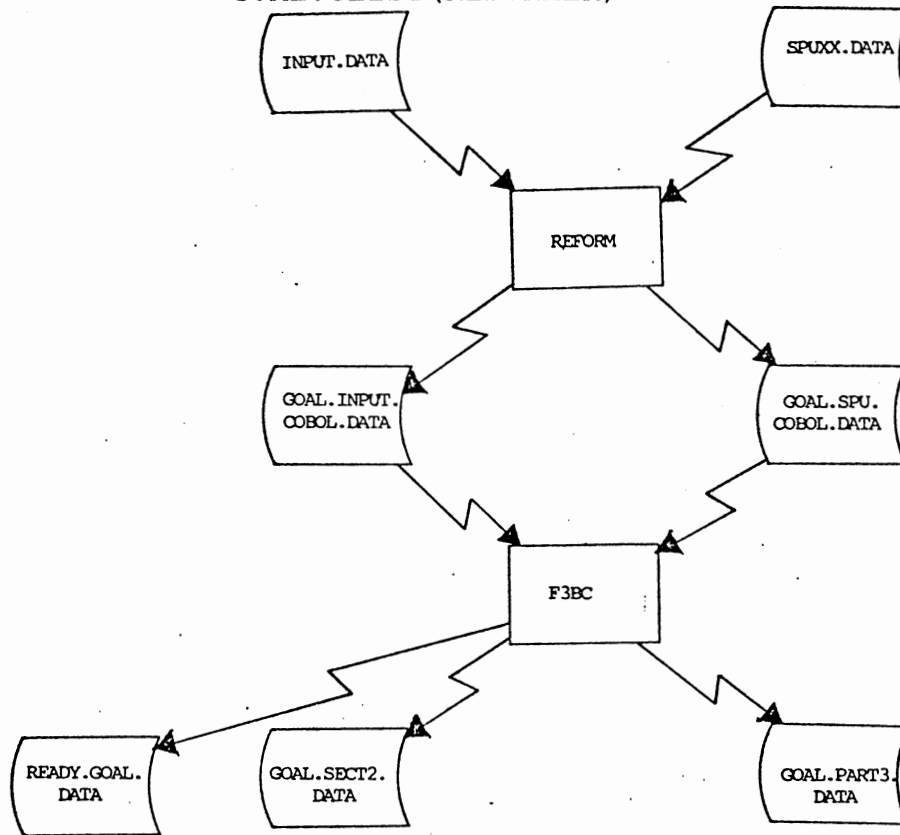 INPUT.DATA
SPUXX.DATA
REFORM
GOAL.INPUT.
COBOL.DATA
GOAL.SPU.
COBOL.DATA
F3BC
READY.GOAL.
DATA
GOAL.SECT2.
DATA
GOAL.PART3.
DATA